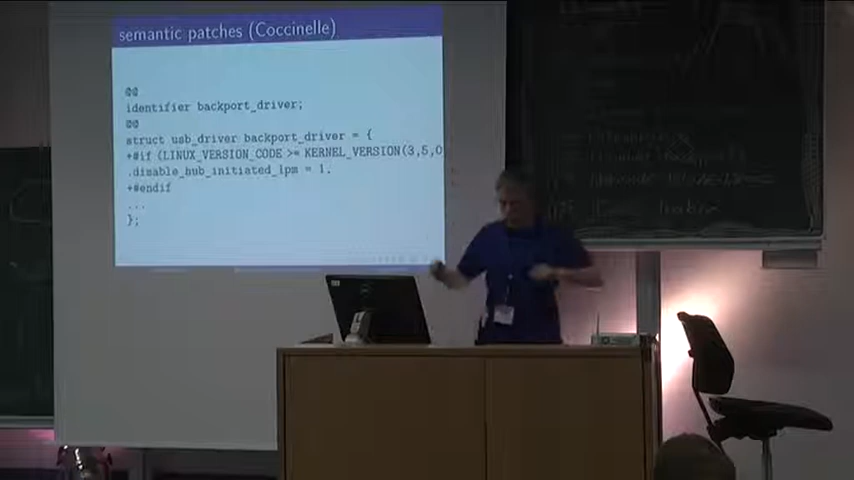 semantic patches (Coccinelle)
@@
identifier backport_driver;
@@
struct usb_driver backport_driver = {
+#if (LINUX_VERSION_CODE >= KERNEL_VERSION(3,5,0
.disable_hub_initiated_lpm = 1.
+#endif
...
};